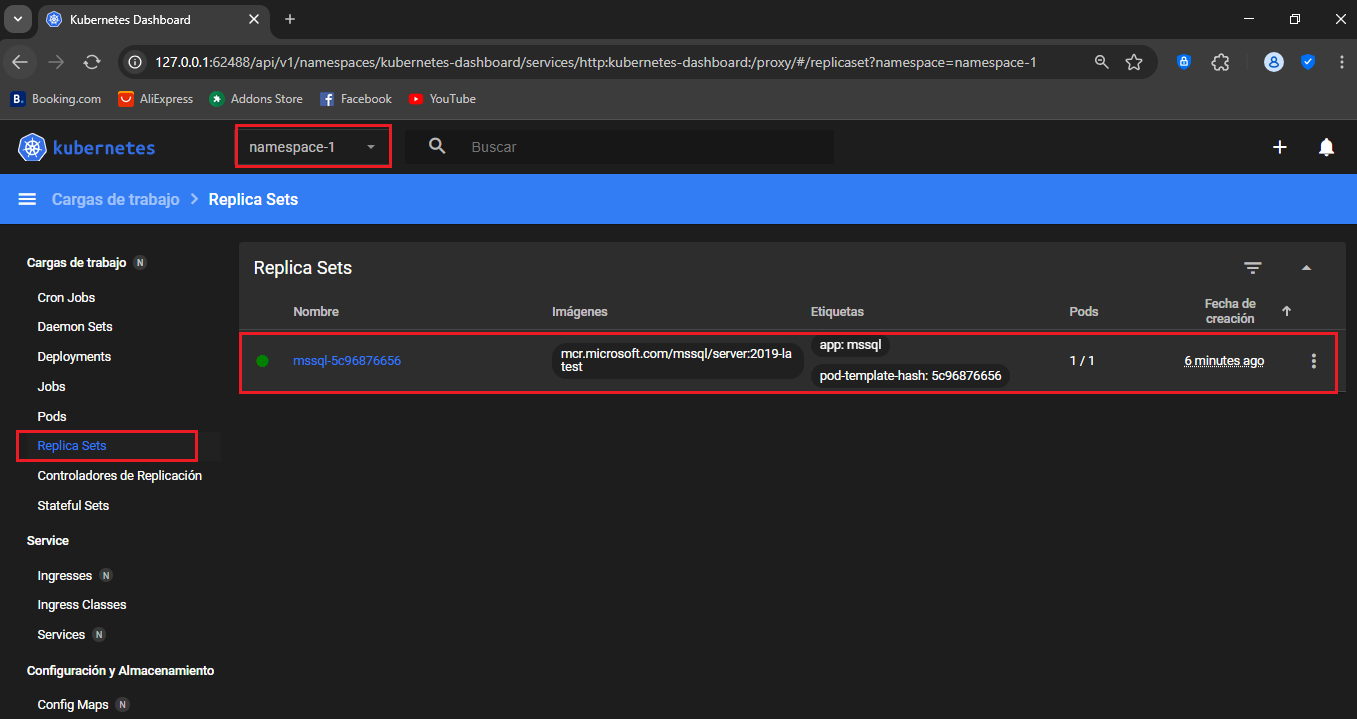 Kubernetes Dashboard
127.0.0.1:62488/api/v1/namespaces/kubernetes-dashboard/services/http:kubernetes-dashboard:/proxy/#/replicaset?namespace=namespace-1
B. Booking.com AliExpress Addons Store Facebook YouTube
kubernetes namespace-1 Buscar
Cargas de trabajo > Replica Sets
Cargas de trabajo N
Cron Jobs
Daemon Sets
Deployments
Jobs
Pods
Replica Sets
Controladores de Replicación
Stateful Sets
Service
Ingresses N
Ingress Classes
Services N
Configuración y Almacenamiento
Config Maps N
Replica Sets
Nombre Imágenes Etiquetas Pods Fecha de
creación
mssql-5c96876656
mcr.microsoft.com/mssql/server:2019-la
test
app: mssql
pod-template-hash: 5c96876656
1 / 1
6 minutes ago